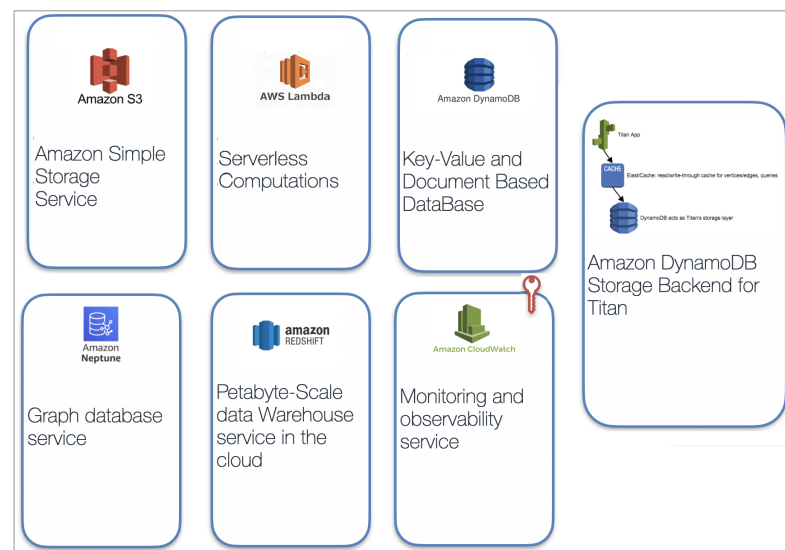 Amazon S3
Amazon Simple
Storage
Service
AWS Lambda
Serverless
Computations
Amazon DynamoDB
Key-Value and
Document Based
DataBase
Titan App
CACHE
ElastiCache: read/write-through cache for vertices/edges, queries
DynamoDB acts as Titan's storage layer
Amazon DynamoDB
Storage Backend for
Titan
Amazon
Neptune
Graph database
service
amazon
REDSHIFT
Petabyte-Scale
data Warehouse
service in the
cloud
Amazon CloudWatch
Monitoring and
observability
service